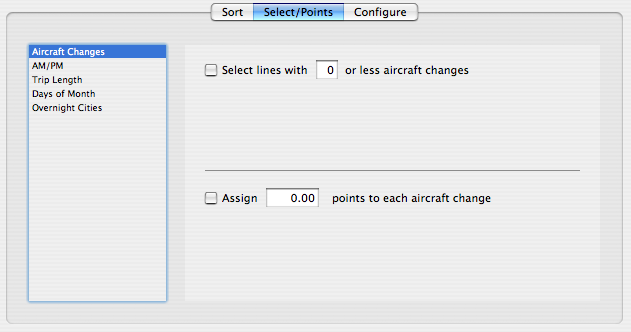 Sort Select/Points Configure
Aircraft Changes
AM/PM
Trip Length
Days of Month
Overnight Cities
Select lines with 0 or less aircraft changes
Assign 0.00 points to each aircraft change